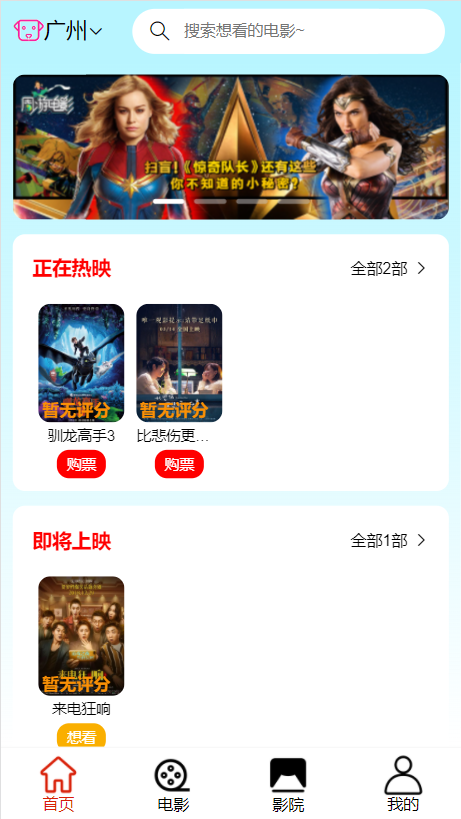 广州
搜索想看的电影~
扫盲!《惊奇队长》还有这些
你不知道的小秘密?
正在热映
全部2部
暂无评分
暂无评分
驯龙高手3
比悲伤更...
购票
购票
即将上映
全部1部
来电狂响
暂无评分
来电狂响
想看
首页
电影
影院
我的